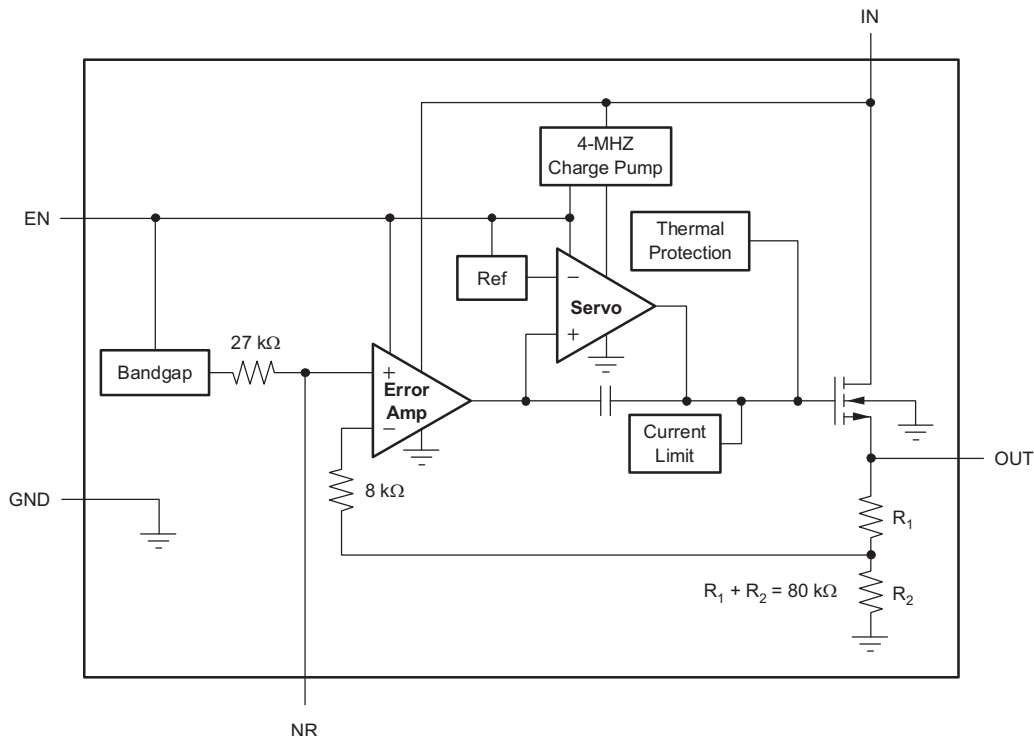 IN
4-MHZ
Charge Pump
EN
Thermal
Protection
Ref
−
Servo
+
27 kΩ
Bandgap
+
Error
Amp
−
Current
Limit
OUT
8 kΩ
GND
R1
R1 + R2 = 80 kΩ
R2
NR